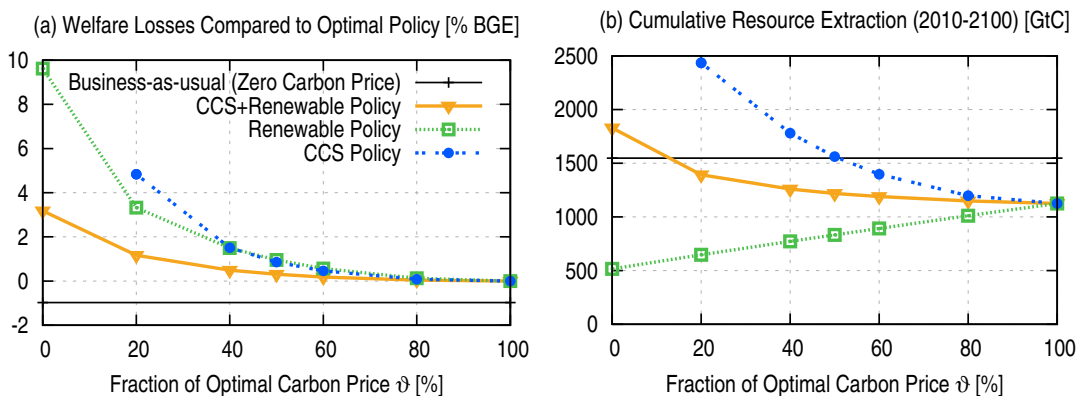 (a) Welfare Losses Compared to Optimal Policy [% BGE]
10
8
6
4
2
0
-2
Business-as-usual (Zero Carbon Price)
CCS+Renewable Policy
Renewable Policy
CCS Policy
0 20 40 60 80 100
Fraction of Optimal Carbon Price ϑ [%]
(b) Cumulative Resource Extraction (2010-2100) [GtC]
2500
2000
1500
1000
500
0
0 20 40 60 80 100
Fraction of Optimal Carbon Price ϑ [%]